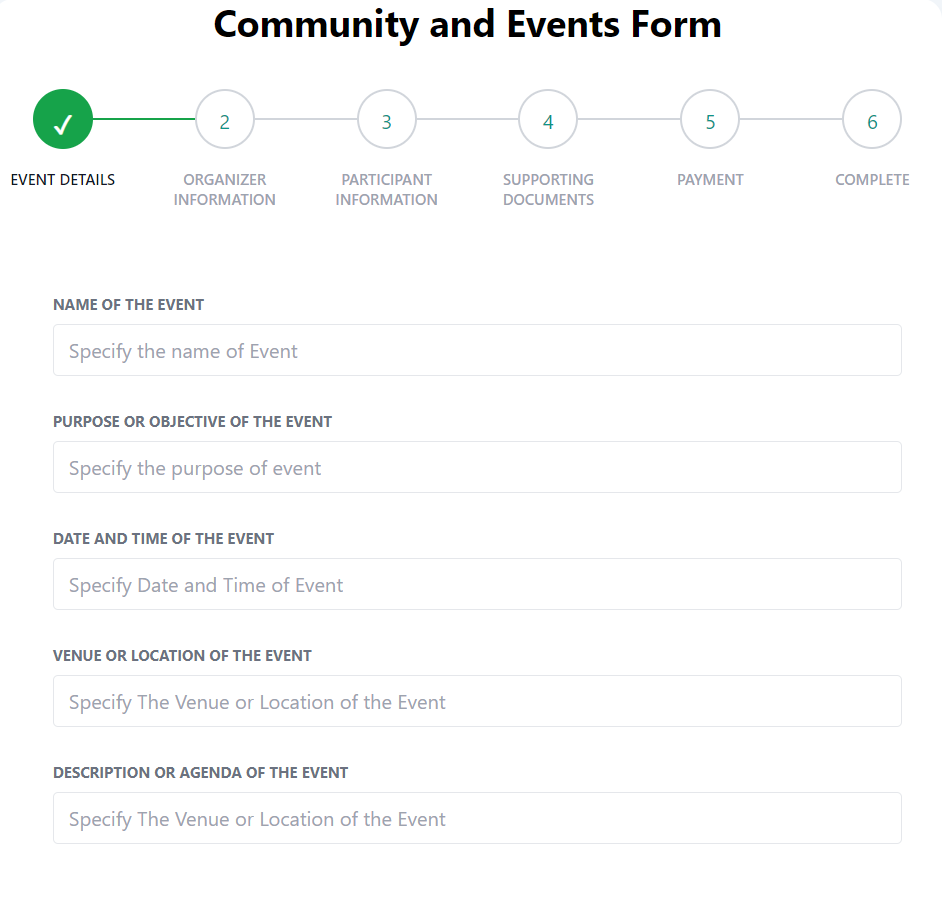 Community and Events Form
✓ 2 3 4 5 6
EVENT DETAILS ORGANIZER PARTICIPANT SUPPORTING PAYMENT COMPLETE
INFORMATION INFORMATION DOCUMENTS
NAME OF THE EVENT
Specify the name of Event
PURPOSE OR OBJECTIVE OF THE EVENT
Specify the purpose of event
DATE AND TIME OF THE EVENT
Specify Date and Time of Event
VENUE OR LOCATION OF THE EVENT
Specify The Venue or Location of the Event
DESCRIPTION OR AGENDA OF THE EVENT
Specify The Venue or Location of the Event